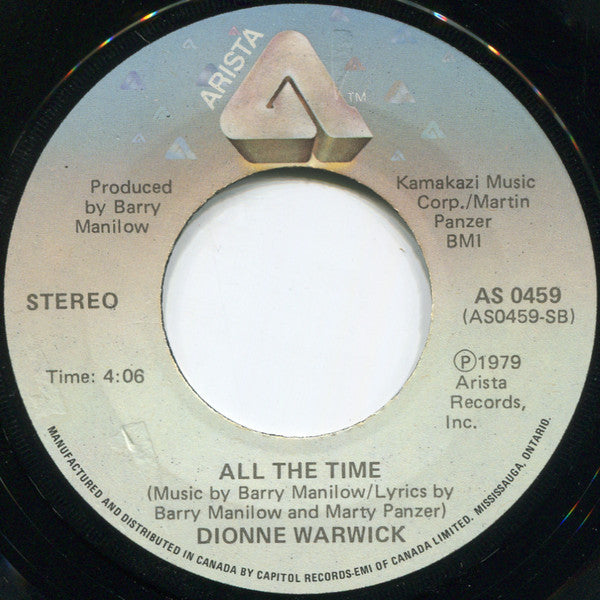 ARISTA
TM
Produced
by Barry
Manilow
Kamakazi Music
Corp./Martin
Panzer
BMI
STEREO
AS 0459
(AS0459-SB)
Time: 4:06
Ⓟ1979
Arista
Records,
Inc.
ALL THE TIME
(Music by Barry Manilow/Lyrics by
Barry Manilow and Marty Panzer)
DIONNE WARWICK
MANUFACTURED AND DISTRIBUTED IN CANADA BY CAPITOL RECORDS-EMI OF CANADA LIMITED. MISSISSAUGA, ONTARIO.